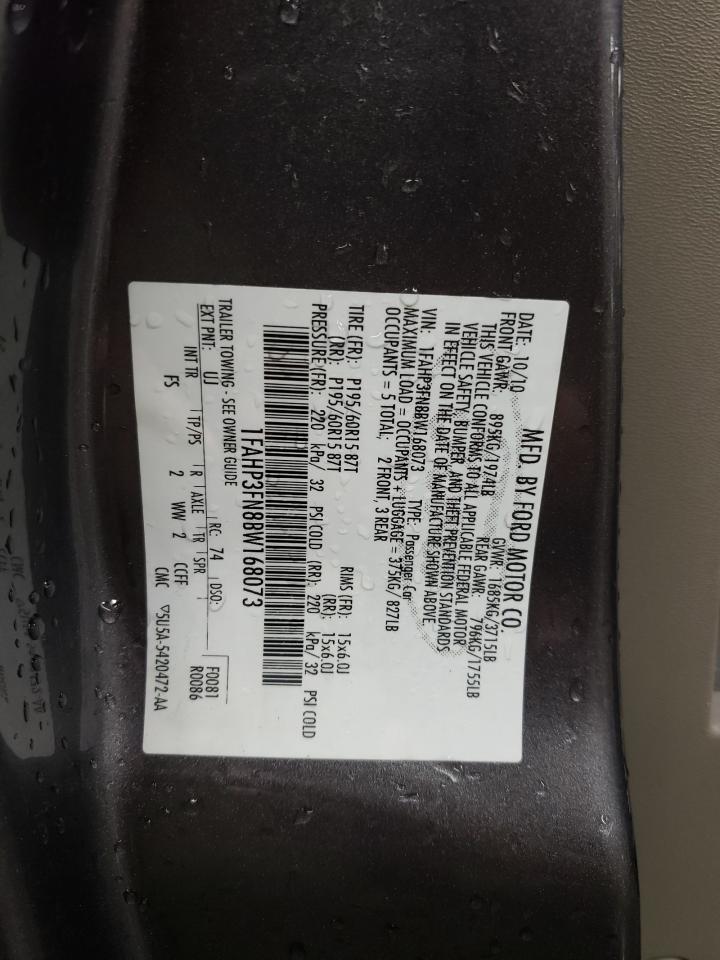 MFD. BY FORD MOTOR CO.
DATE: 10/10 GVWR: 1685KG/3715LB
FRONT GAWR: 895KG/1974LB REAR GAWR: 796KG/1755LB
THIS VEHICLE CONFORMS TO ALL APPLICABLE FEDERAL MOTOR
VEHICLE SAFETY, BUMPER, AND THEFT PREVENTION STANDARDS
IN EFFECT ON THE DATE OF MANUFACTURE SHOWN ABOVE.
VIN: 1FAHP3FN8BW168073 TYPE: Passenger Car
MAXIMUM LOAD = OCCUPANTS + LUGGAGE = 375KG/ 827LB
OCCUPANTS = 5 TOTAL; 2 FRONT, 3 REAR
TIRE (FR): P195/60R15 87T RIMS (FR): 15x6.0J
(RR): P195/60R15 87T (RR): 15x6.0J
PRESSURE (FR): 220 kPa/ 32 PSI COLD (RR): 220 kPa/ 32 PSI COLD
1FAHP3FN8BW168073
TRAILER TOWING - SEE OWNER GUIDE
EXT PNT: UJ RC: 74 DSO: F0081
R0086
INT TR TP/PS R AXLE TR SPR
FS 2 WW 2 CCFF
CMC 5U5A-5420472-AA